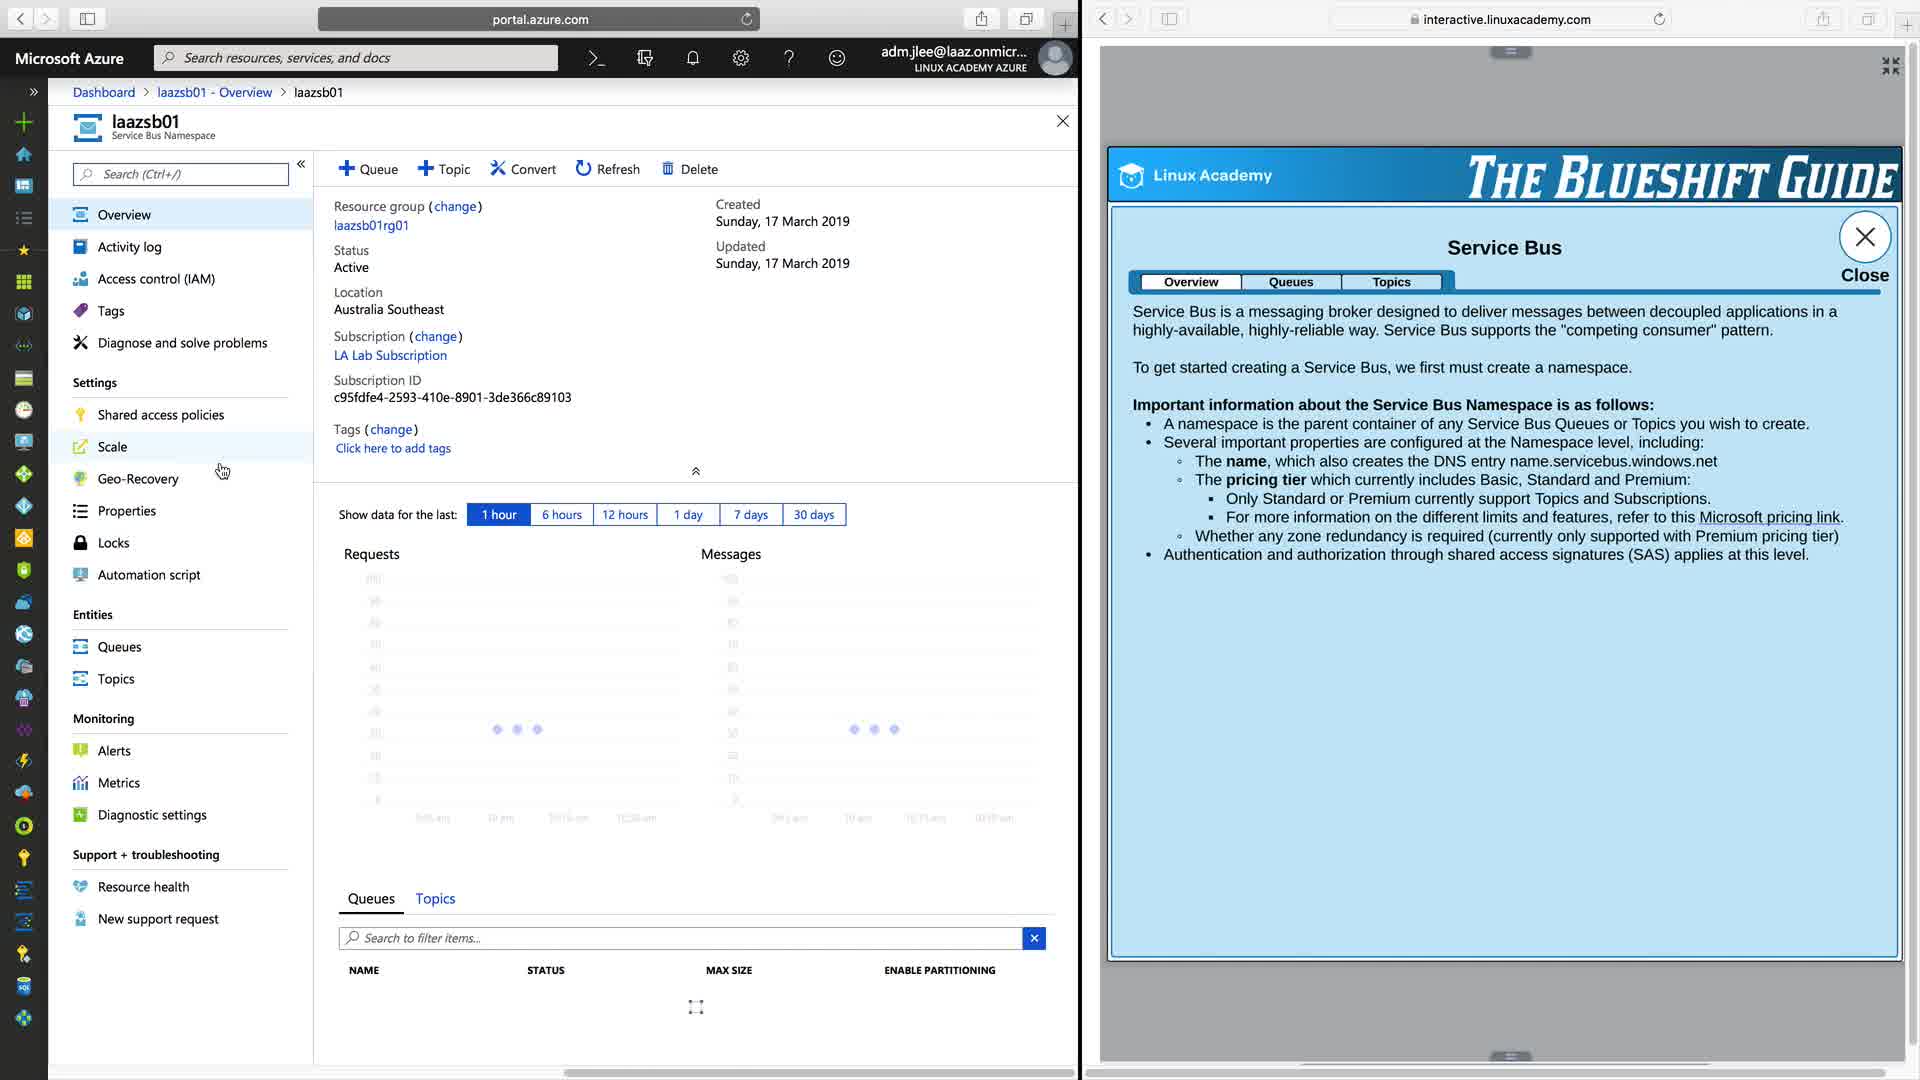 portal.azure.com
interactive.linuxacademy.com
Microsoft Azure
Search resources, services, and docs
adm.jlee@laaz.onmicr...
LINUX ACADEMY AZURE
Dashboard > laazsb01 - Overview > laazsb01
laazsb01
Service Bus Namespace
Search (Ctrl+/)
Overview
Activity log
Access control (IAM)
Tags
Diagnose and solve problems
Settings
Shared access policies
Scale
Geo-Recovery
Properties
Locks
Automation script
Entities
Queues
Topics
Monitoring
Alerts
Metrics
Diagnostic settings
Support + troubleshooting
Resource health
New support request
Queue Topic Convert Refresh Delete
Resource group (change)
laazsb01rg01
Status
Active
Location
Australia Southeast
Subscription (change)
LA Lab Subscription
Subscription ID
c95fdfe4-2593-410e-8901-3de366c89103
Tags (change)
Click here to add tags
Created
Sunday, 17 March 2019
Updated
Sunday, 17 March 2019
Show data for the last: 1 hour 6 hours 12 hours 1 day 7 days 30 days
Requests
Messages
Queues Topics
Search to filter items...
NAME STATUS MAX SIZE ENABLE PARTITIONING
Linux Academy
THE BLUESHIFT GUIDE
Service Bus
Close
Overview Queues Topics
Service Bus is a messaging broker designed to deliver messages between decoupled applications in a
highly-available, highly-reliable way. Service Bus supports the "competing consumer" pattern.
To get started creating a Service Bus, we first must create a namespace.
Important information about the Service Bus Namespace is as follows:
• A namespace is the parent container of any Service Bus Queues or Topics you wish to create.
• Several important properties are configured at the Namespace level, including:
◦ The name, which also creates the DNS entry name.servicebus.windows.net
◦ The pricing tier which currently includes Basic, Standard and Premium:
▪ Only Standard or Premium currently support Topics and Subscriptions.
▪ For more information on the different limits and features, refer to this Microsoft pricing link.
◦ Whether any zone redundancy is required (currently only supported with Premium pricing tier)
• Authentication and authorization through shared access signatures (SAS) applies at this level.